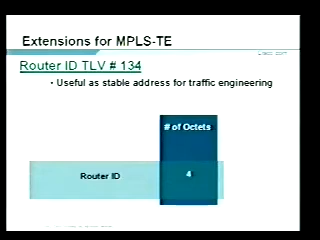 Extensions for MPLS-TE
Router ID TLV # 134
• Useful as stable address for traffic engineering
# of Octets
Router ID
4